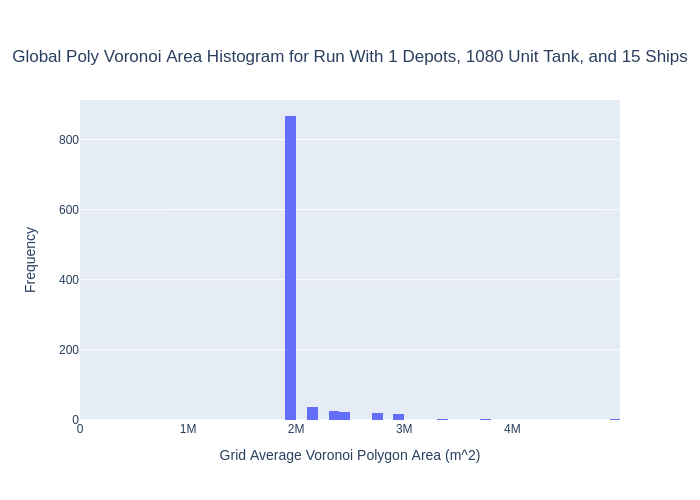 Global Poly Voronoi Area Histogram for Run With 1 Depots, 1080 Unit Tank, and 15 Ships
800
600
400
200
0
Frequency
0 1M 2M 3M 4M
Grid Average Voronoi Polygon Area (m^2)